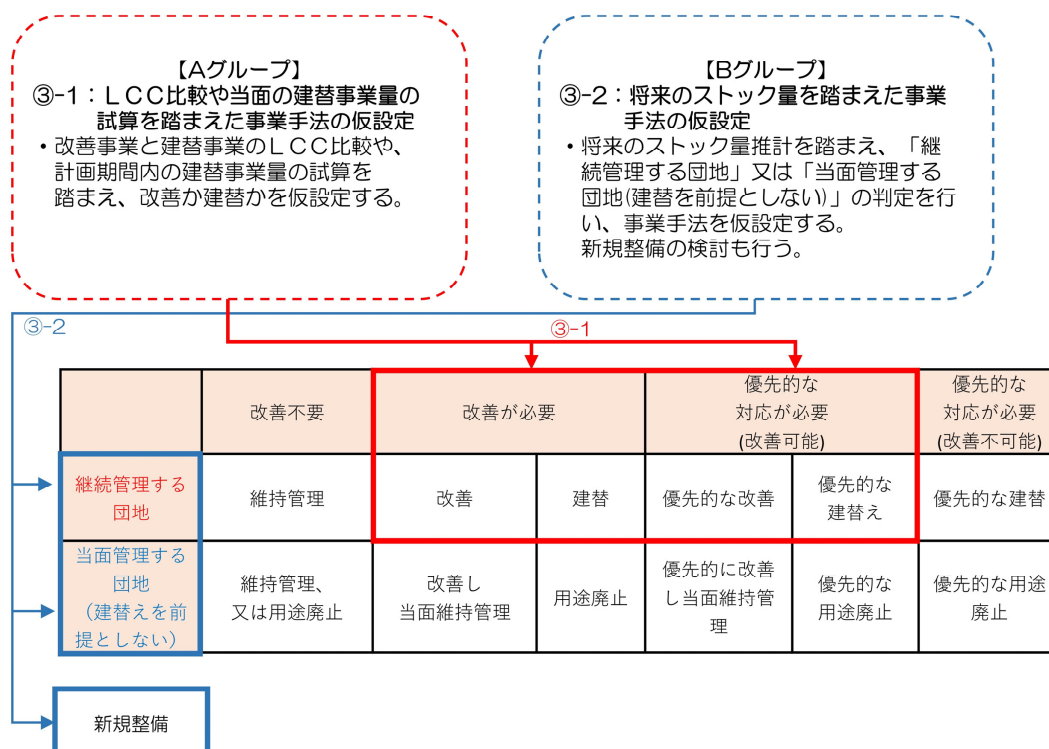 【Aグループ】
③-1：ＬＣＣ比較や当面の建替事業量の
試算を踏まえた事業手法の仮設定
・改善事業と建替事業のＬＣＣ比較や、
計画期間内の建替事業量の試算を
踏まえ、改善か建替かを仮設定する。
【Bグループ】
③-2：将来のストック量を踏まえた事業
手法の仮設定
・将来のストック量推計を踏まえ、「継
続管理する団地」又は「当面管理する
団地(建替を前提としない)」の判定を行
い、事業手法を仮設定する。
新規整備の検討も行う。
③-2
③-1
改善不要
改善が必要
優先的な
対応が必要
(改善可能)
優先的な
対応が必要
(改善不可能)
継続管理する
団地
維持管理
改善
建替
優先的な改善
優先的な
建替え
優先的な建替
当面管理する
団地
（建替えを前
提としない）
維持管理、
又は用途廃止
改善し
当面維持管理
用途廃止
優先的に改善
し当面維持管
理
優先的な
用途廃止
優先的な用途
廃止
新規整備